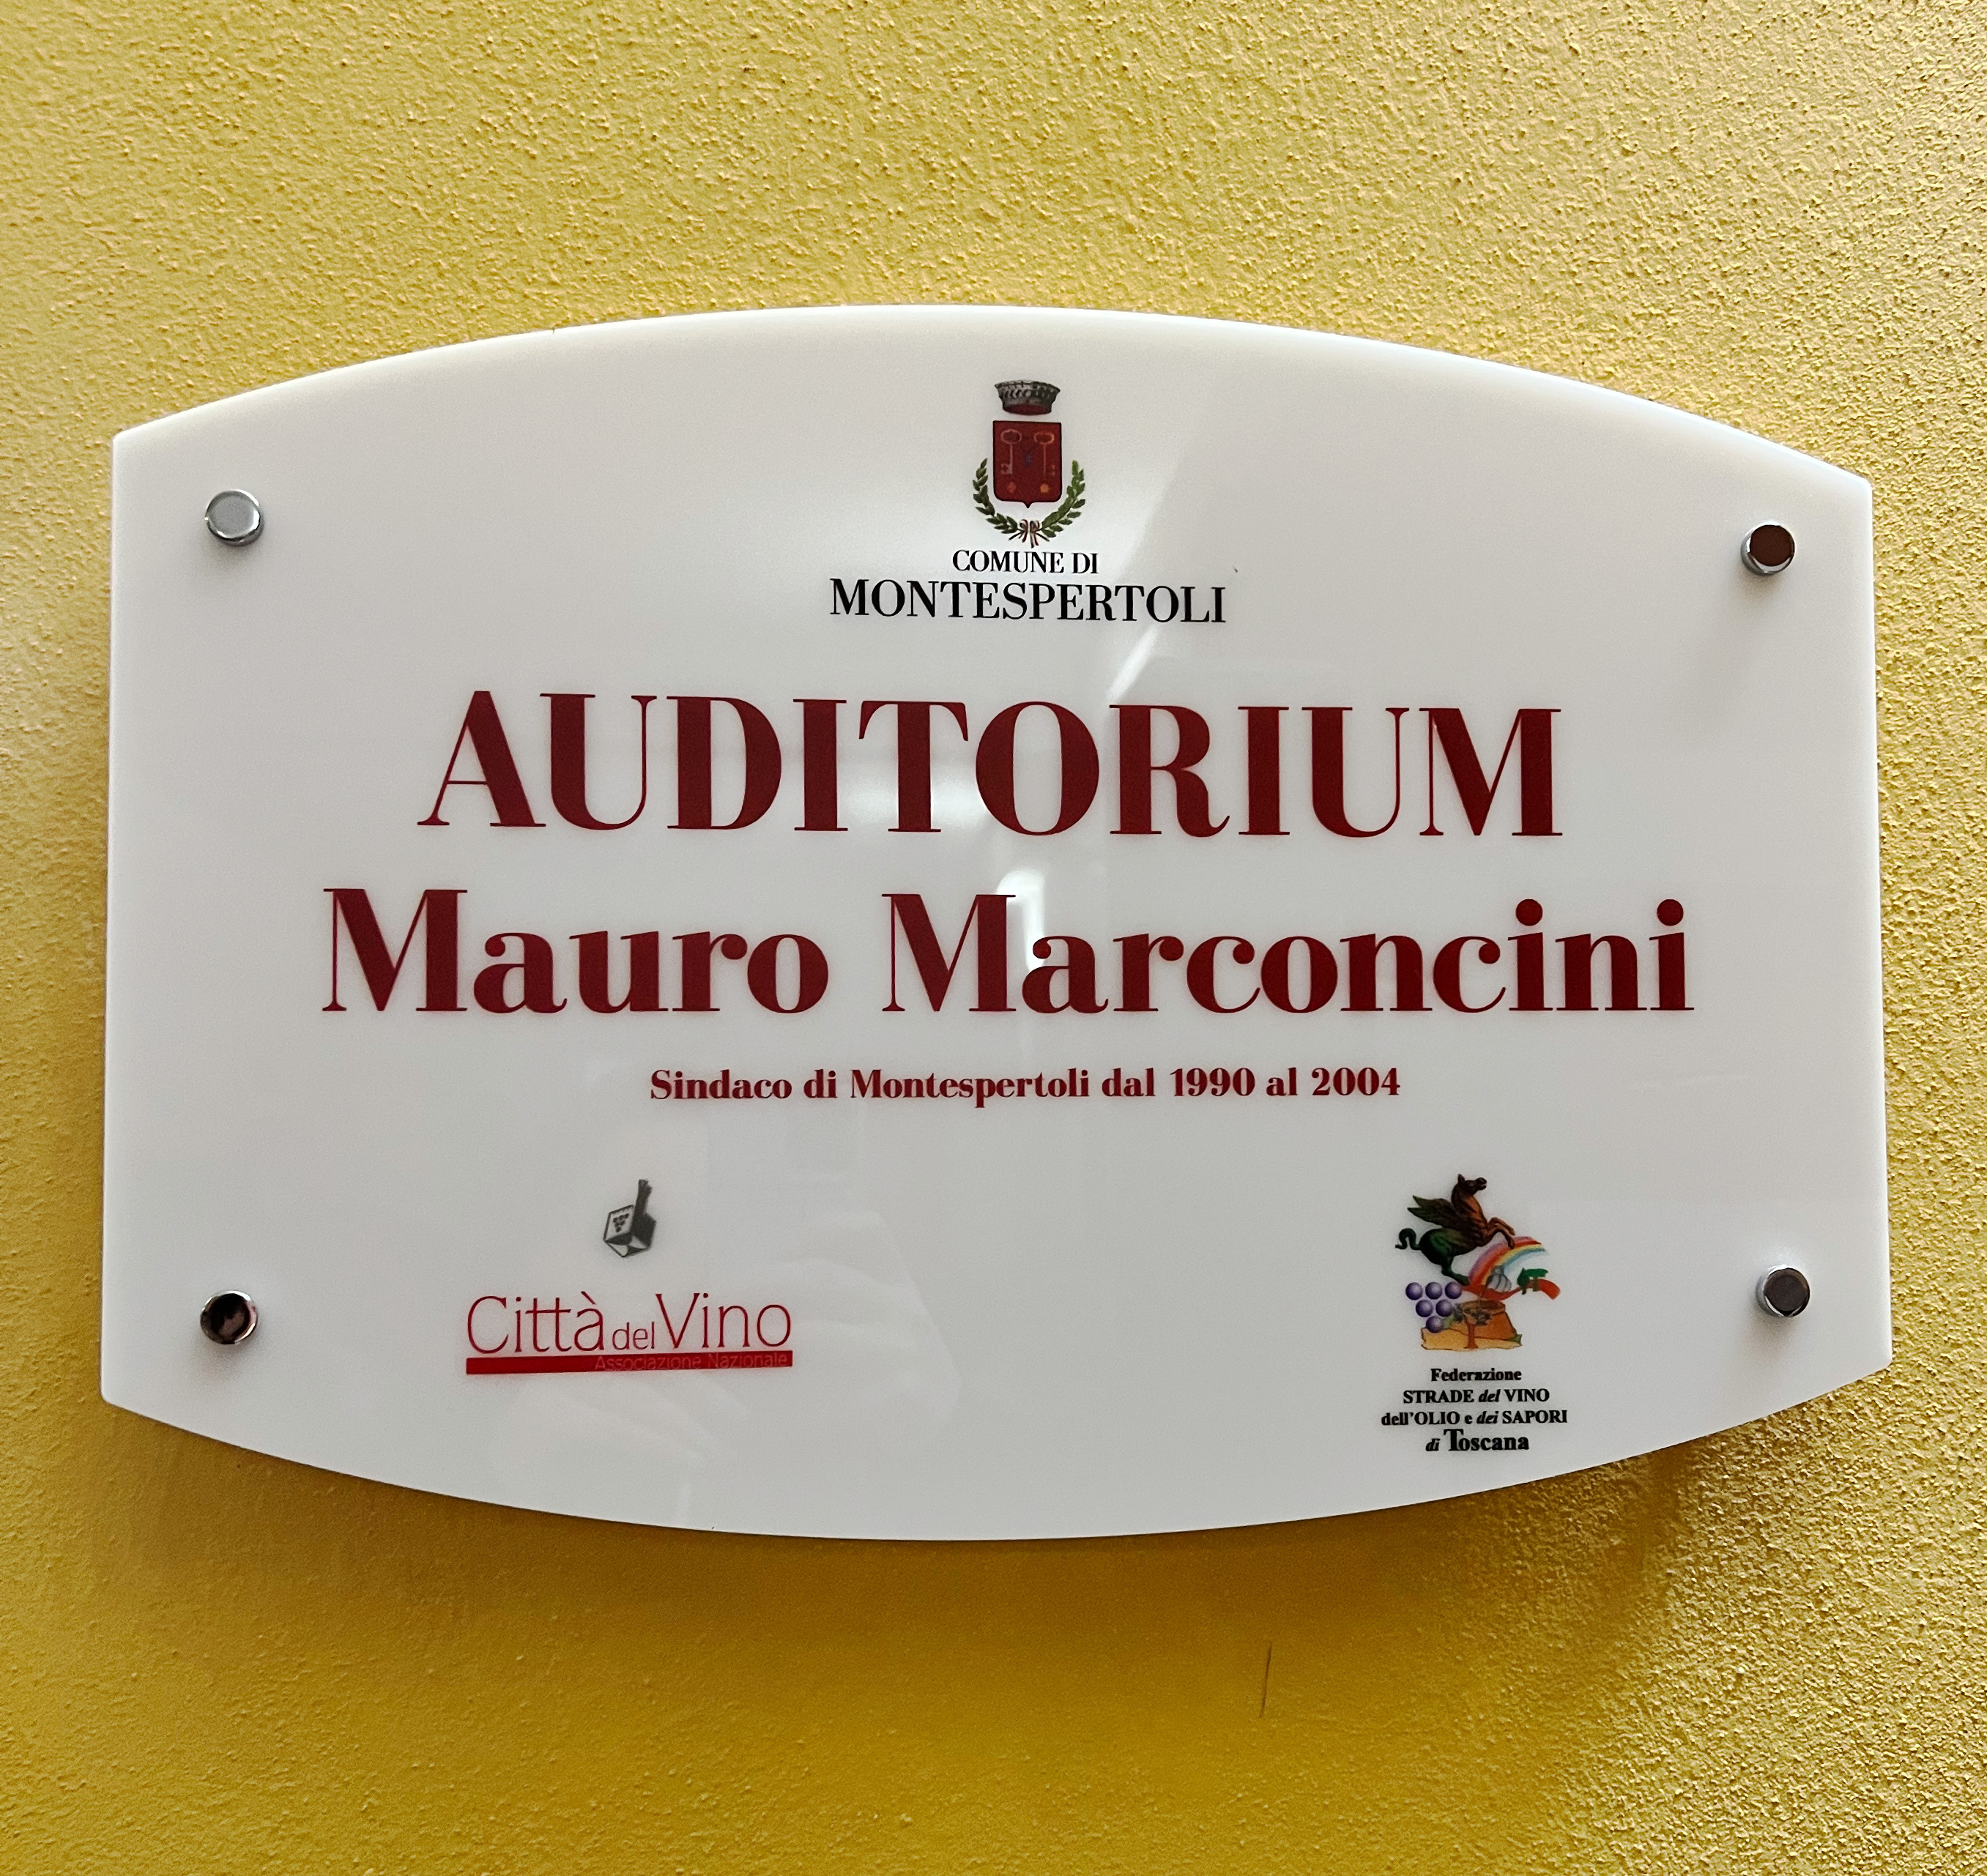 COMUNE DI
MONTESPERTOLI
AUDITORIUM
Mauro Marconcini
Sindaco di Montespertoli dal 1990 al 2004
Città del Vino
Associazione Nazionale
Federazione
STRADE del VINO
dell'OLIO e dei SAPORI
di Toscana